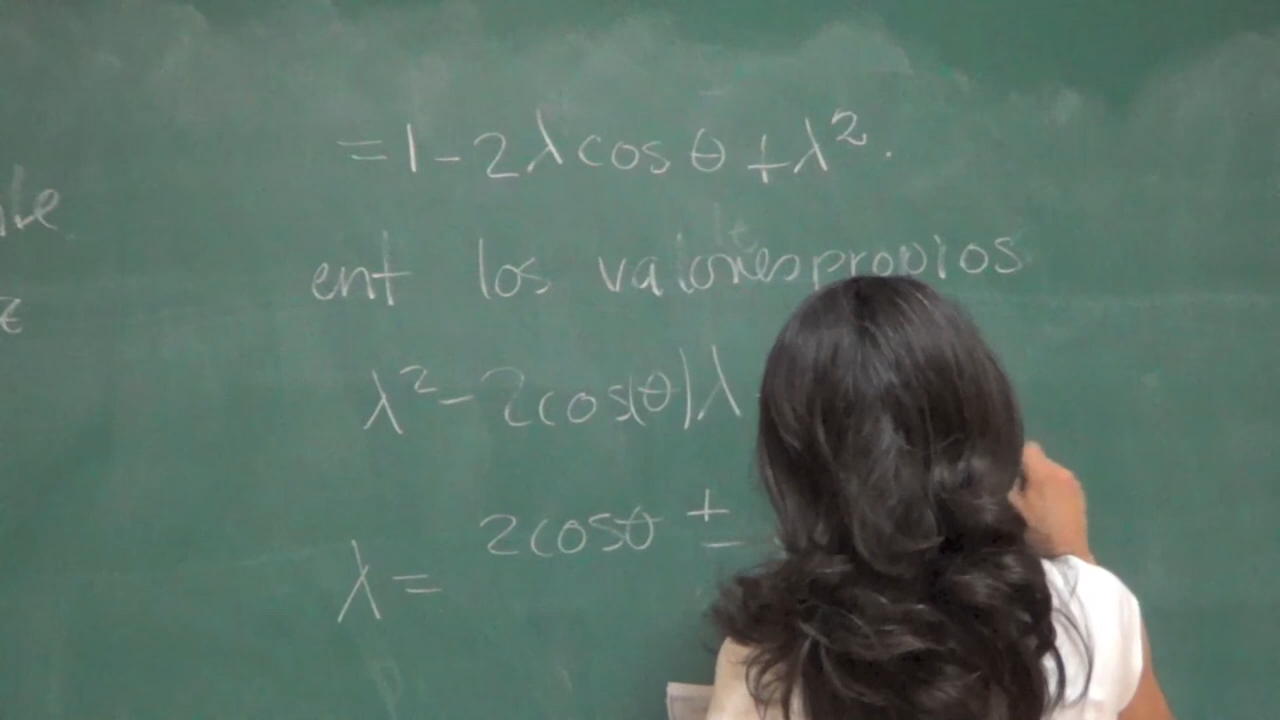 =1-2λcosθ+λ².
ent los valores propios
λ²-2cos(θ)λ
2cosθ ±
λ=